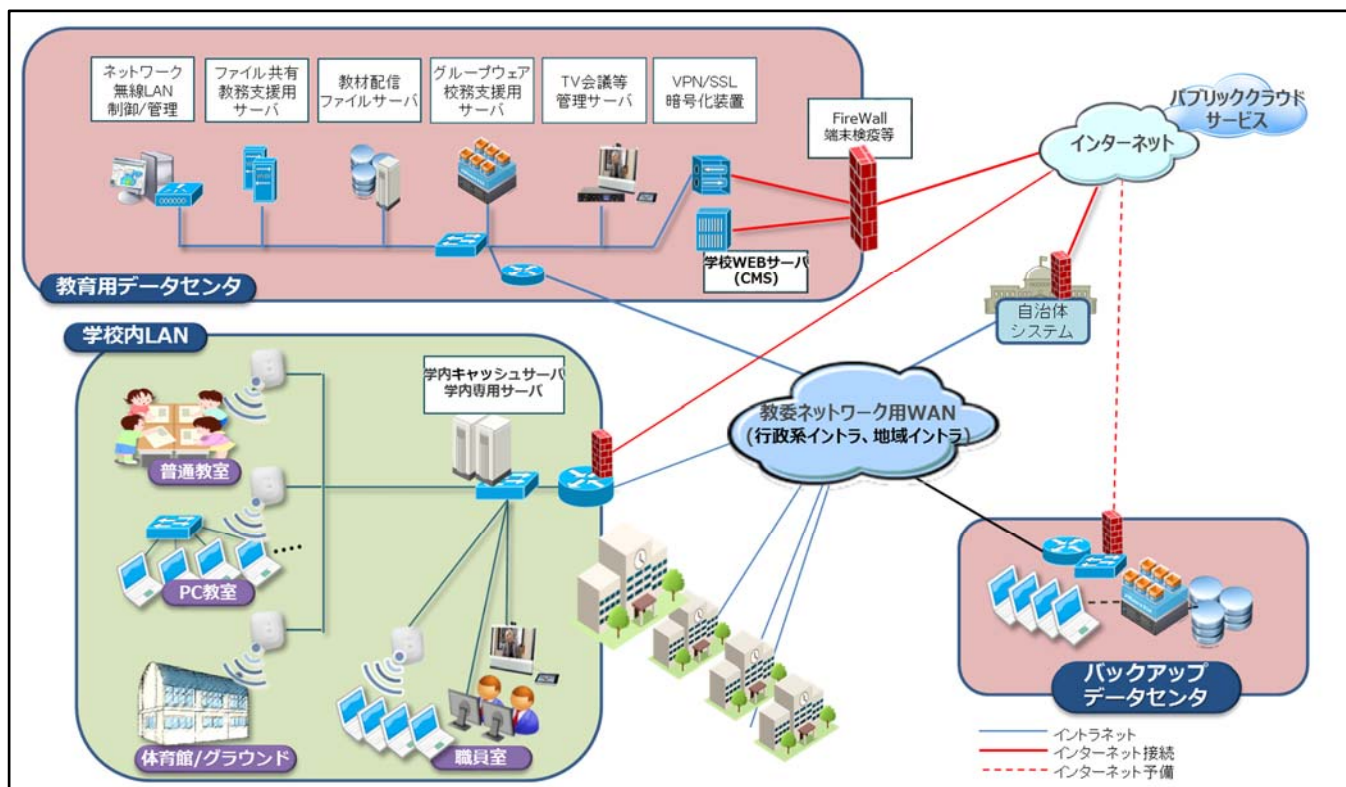 ネットワーク
無線LAN
制御/管理
ファイル共有
教務支援用
サーバ
教材配信
ファイルサーバ
グループウェア
校務支援用
サーバ
TV会議等
管理サーバ
VPN/SSL
暗号化装置
FireWall
端末検疫等
パブリッククラウド
サービス
インターネット
学校WEBサーバ
(CMS)
教育用データセンタ
自治体
システム
学校内LAN
学内キャッシュサーバ
学内専用サーバ
教委ネットワーク用WAN
(行政系イントラ、地域イントラ)
普通教室
PC教室
体育館/グラウンド
職員室
バックアップ
データセンタ
イントラネット
インターネット接続
インターネット予備